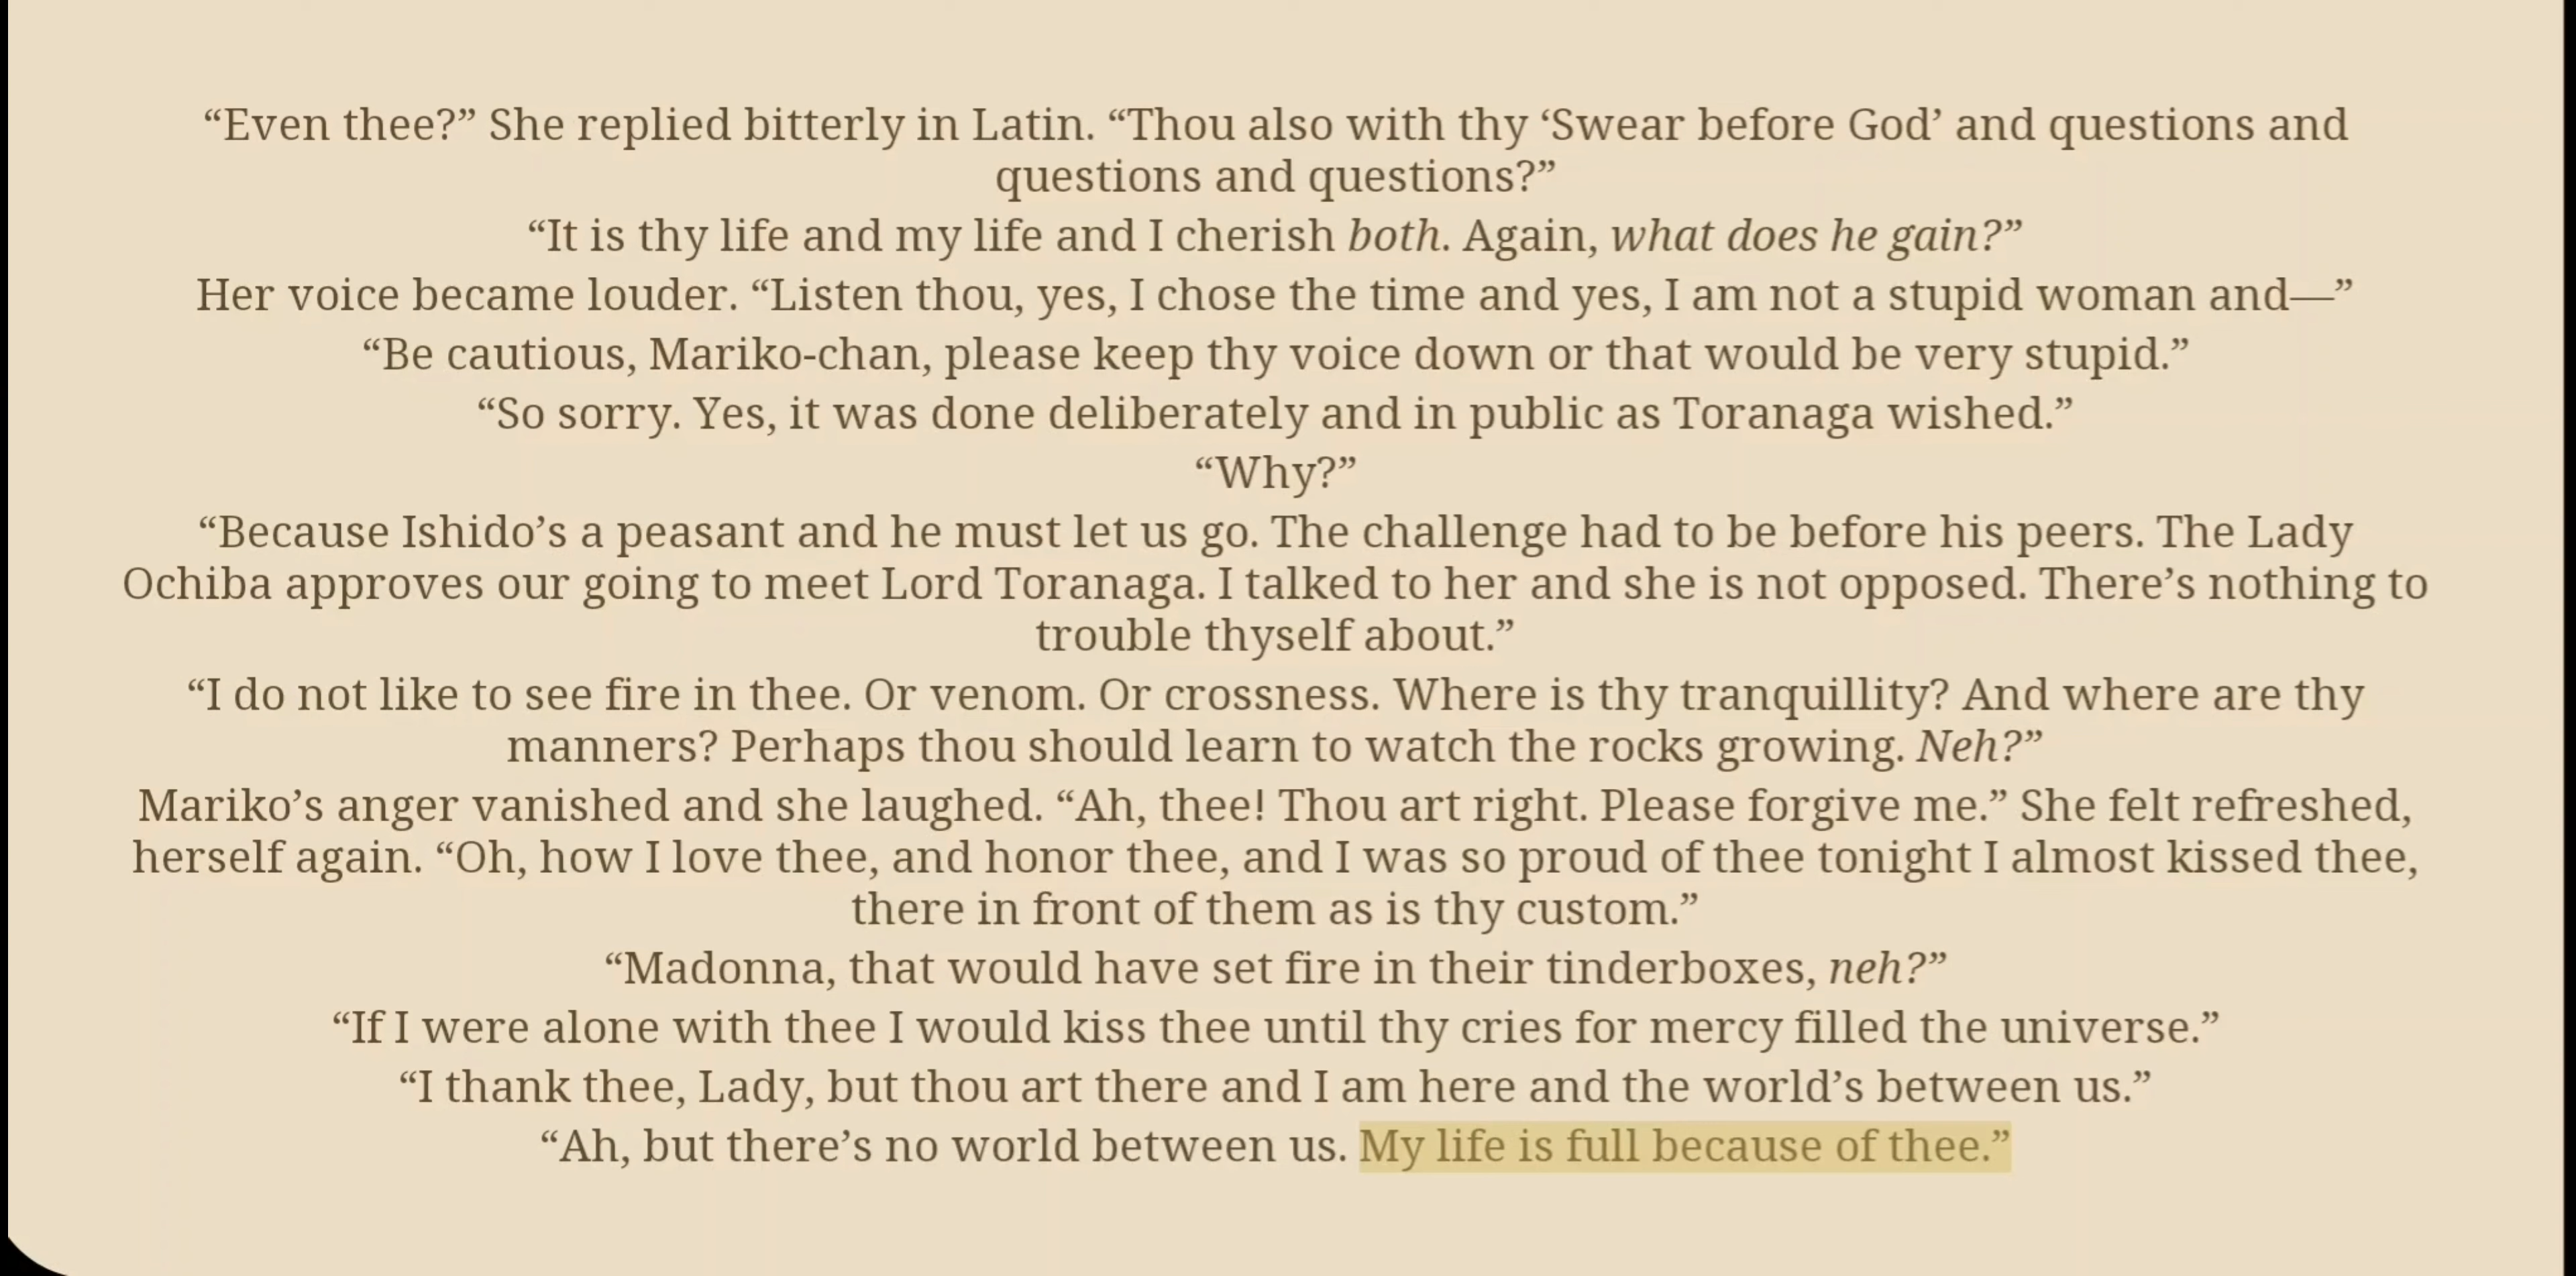 “Even thee?” She replied bitterly in Latin. “Thou also with thy ‘Swear before God’ and questions and
questions and questions?”
“It is thy life and my life and I cherish both. Again, what does he gain?”
Her voice became louder. “Listen thou, yes, I chose the time and yes, I am not a stupid woman and—”
“Be cautious, Mariko-chan, please keep thy voice down or that would be very stupid.”
“So sorry. Yes, it was done deliberately and in public as Toranaga wished.”
“Why?”
“Because Ishido’s a peasant and he must let us go. The challenge had to be before his peers. The Lady
Ochiba approves our going to meet Lord Toranaga. I talked to her and she is not opposed. There’s nothing to
trouble thyself about.”
“I do not like to see fire in thee. Or venom. Or crossness. Where is thy tranquillity? And where are thy
manners? Perhaps thou should learn to watch the rocks growing. Neh?”
Mariko’s anger vanished and she laughed. “Ah, thee! Thou art right. Please forgive me.” She felt refreshed,
herself again. “Oh, how I love thee, and honor thee, and I was so proud of thee tonight I almost kissed thee,
there in front of them as is thy custom.”
“Madonna, that would have set fire in their tinderboxes, neh?”
“If I were alone with thee I would kiss thee until thy cries for mercy filled the universe.”
“I thank thee, Lady, but thou art there and I am here and the world’s between us.”
“Ah, but there’s no world between us. My life is full because of thee.”